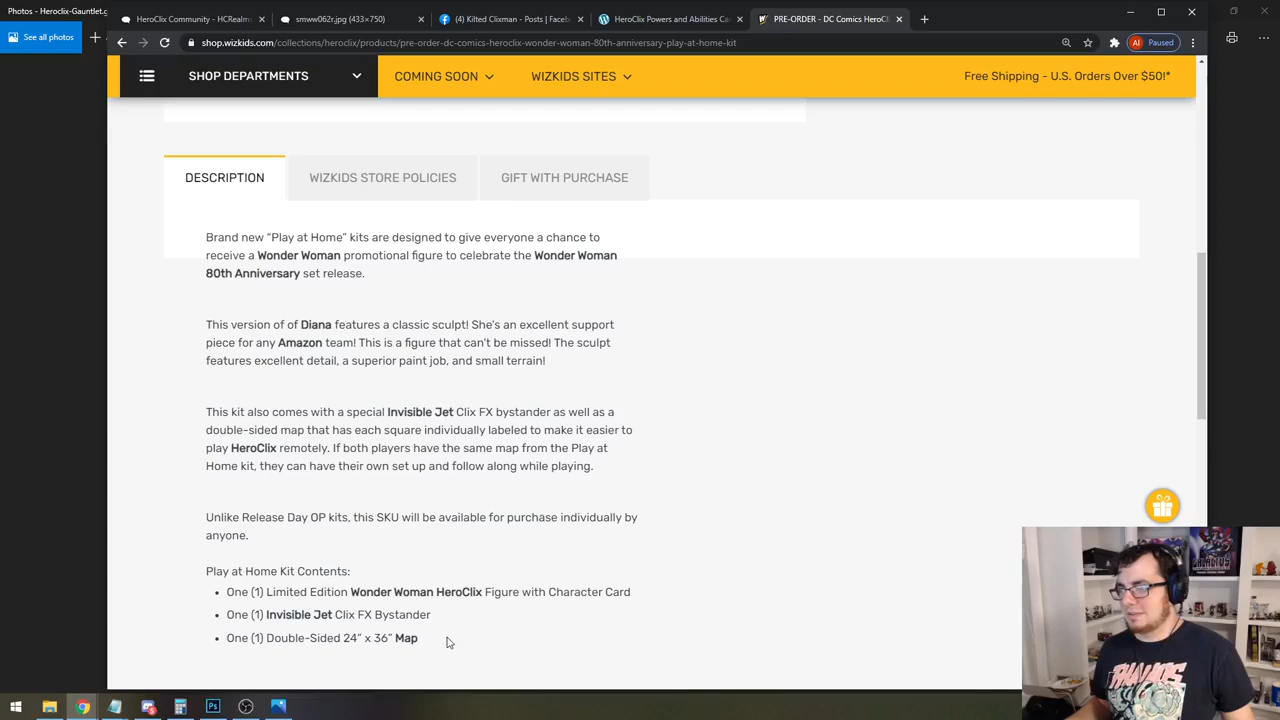 Photos - Heroclix-Gauntlet.g
See all photos
HeroClix Community - HCRealm
smww062r.jpg (433×750)
(4) Kilted Clixman - Posts | Faceb
HeroClix Powers and Abilities Car
PRE-ORDER - DC Comics HeroCl
shop.wizkids.com/collections/heroclix/products/pre-order-dc-comics-heroclix-wonder-woman-80th-anniversary-play-at-home-kit
AI Paused
SHOP DEPARTMENTS
COMING SOON
WIZKIDS SITES
Free Shipping - U.S. Orders Over $50!*
DESCRIPTION
WIZKIDS STORE POLICIES
GIFT WITH PURCHASE
Brand new “Play at Home” kits are designed to give everyone a chance to
receive a Wonder Woman promotional figure to celebrate the Wonder Woman
80th Anniversary set release.
This version of of Diana features a classic sculpt! She’s an excellent support
piece for any Amazon team! This is a figure that can’t be missed! The sculpt
features excellent detail, a superior paint job, and small terrain!
This kit also comes with a special Invisible Jet Clix FX bystander as well as a
double-sided map that has each square individually labeled to make it easier to
play HeroClix remotely. If both players have the same map from the Play at
Home kit, they can have their own set up and follow along while playing.
Unlike Release Day OP kits, this SKU will be available for purchase individually by
anyone.
Play at Home Kit Contents:
One (1) Limited Edition Wonder Woman HeroClix Figure with Character Card
One (1) Invisible Jet Clix FX Bystander
One (1) Double-Sided 24” x 36” Map